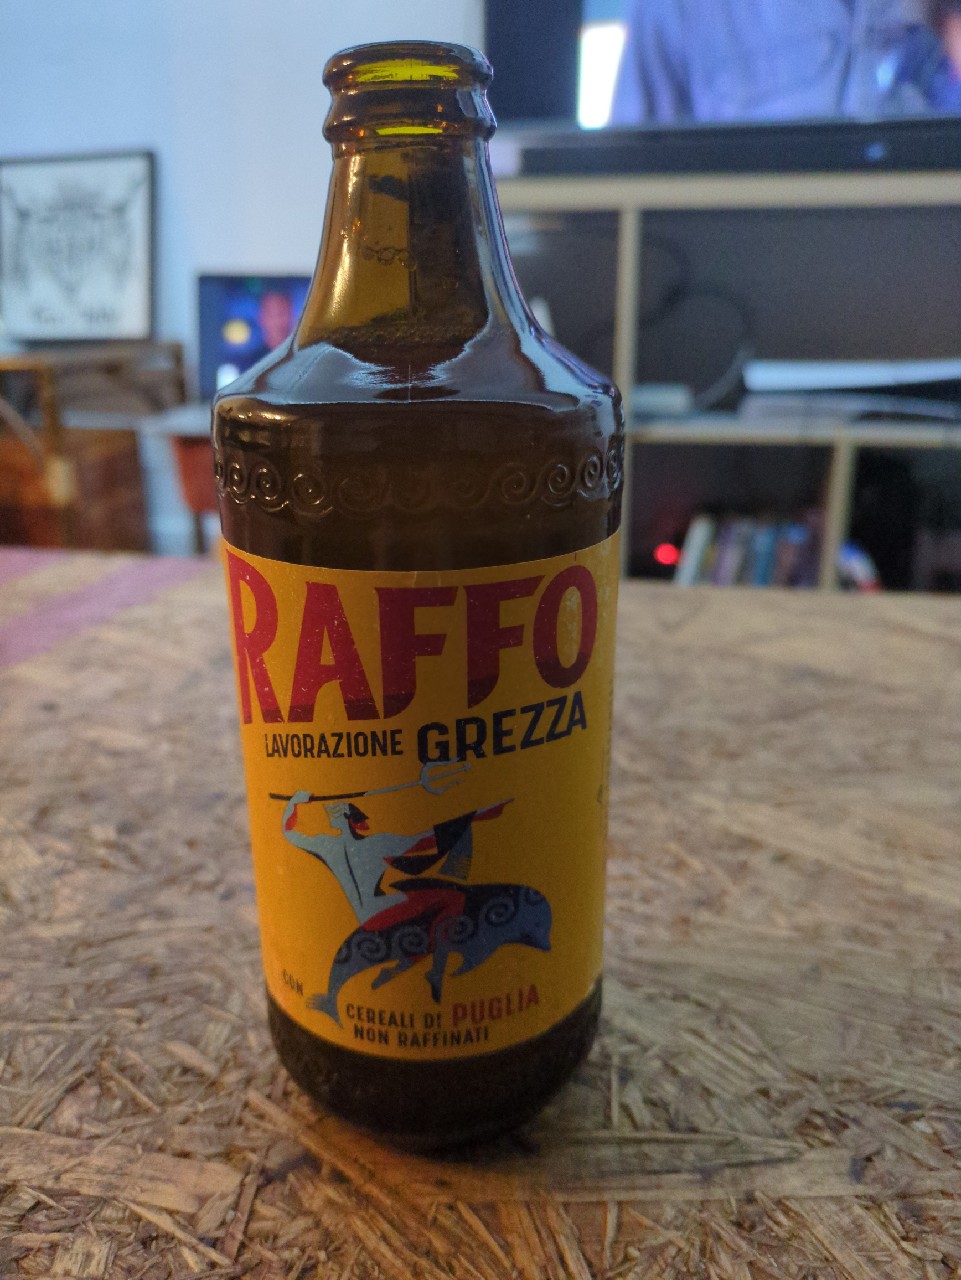 RAFFO
LAVORAZIONE GREZZA
CON
CEREALI DI PUGLIA
NON RAFFINATI